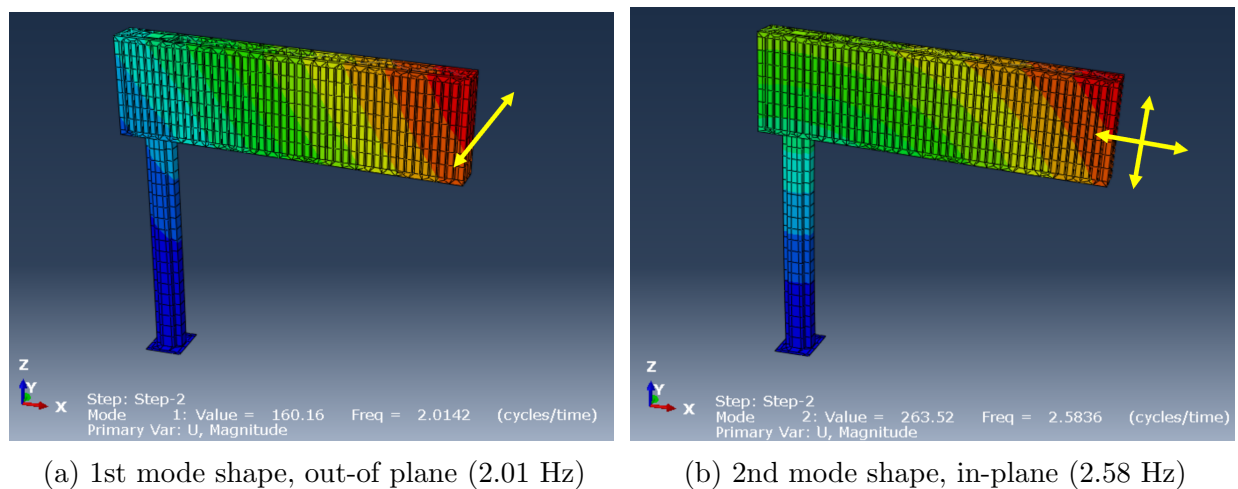 Z
Y
X
Step: Step-2
Mode 1: Value = 160.16 Freq = 2.0142 (cycles/time)
Primary Var: U, Magnitude
(a) 1st mode shape, out-of plane (2.01 Hz)
Z
Y
X
Step: Step-2
Mode 2: Value = 263.52 Freq = 2.5836 (cycles/time)
Primary Var: U, Magnitude
(b) 2nd mode shape, in-plane (2.58 Hz)